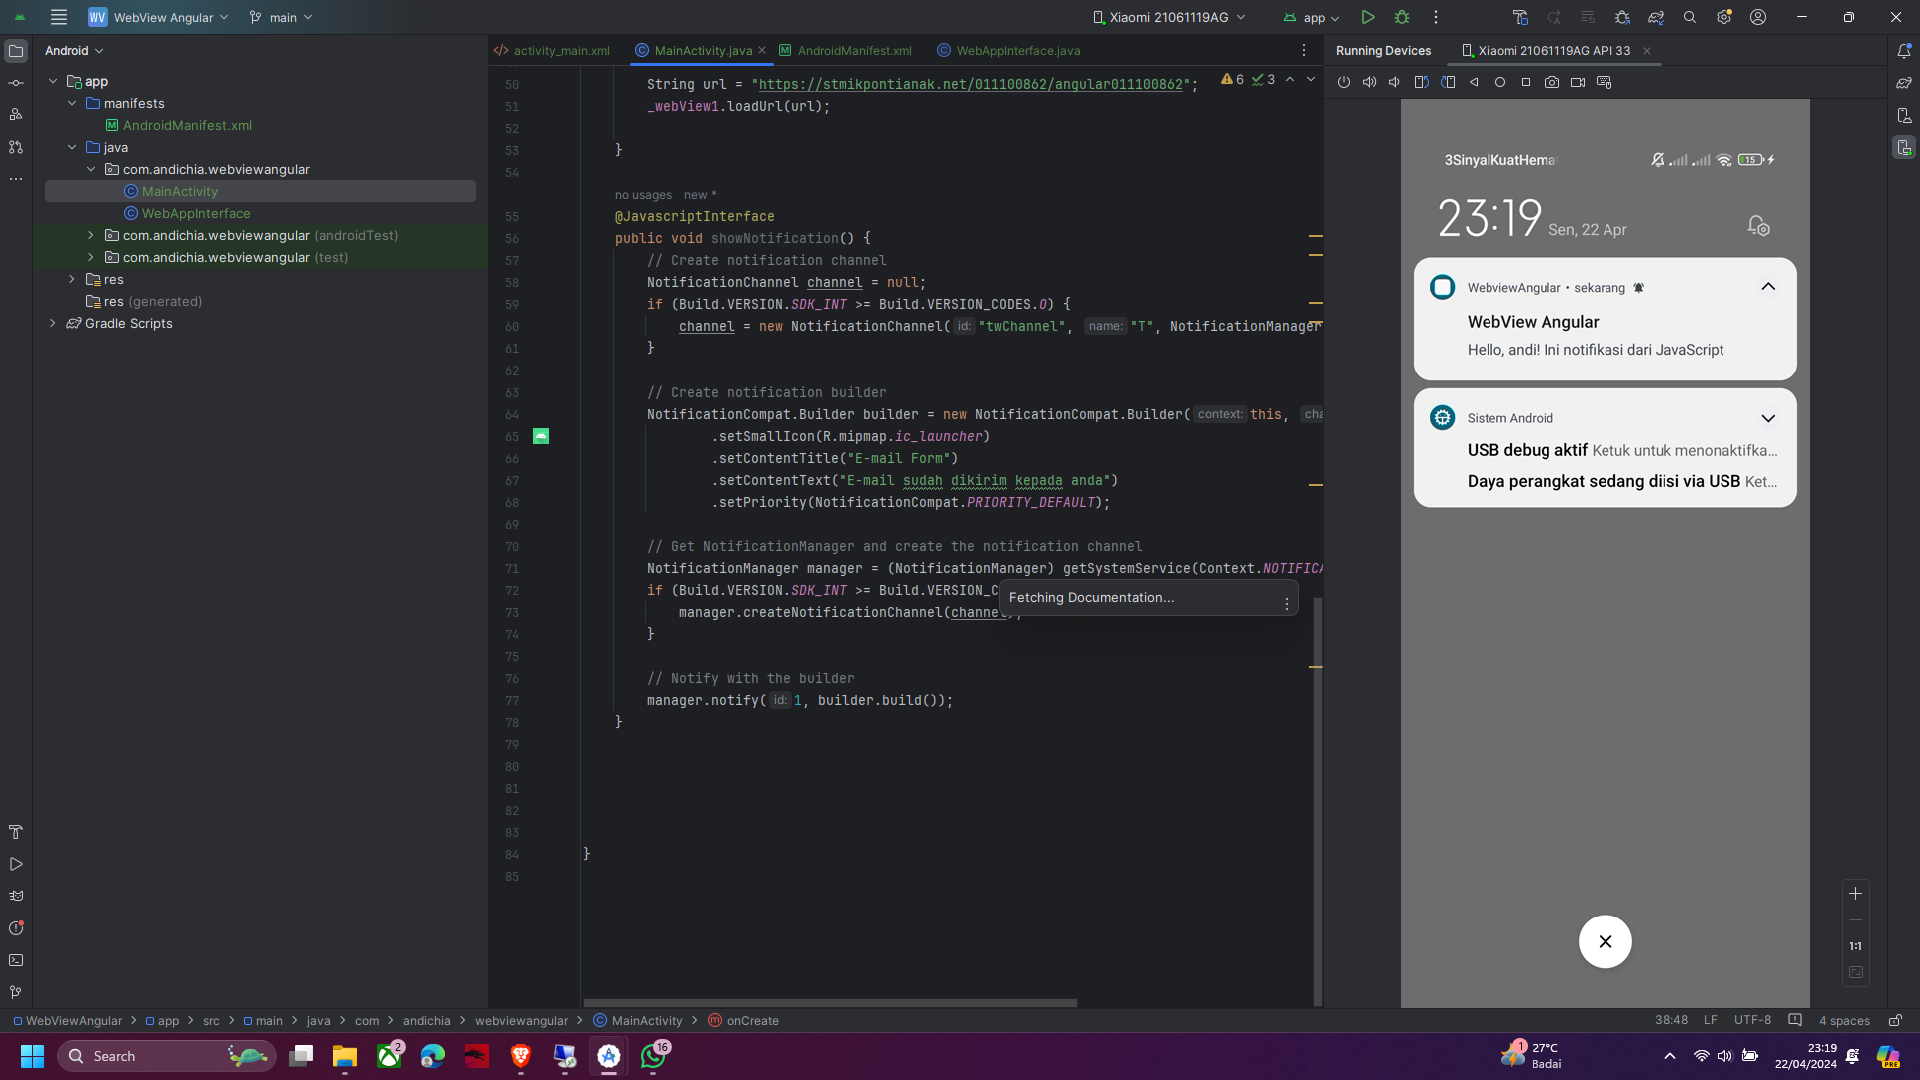 WV WebView Angular main Xiaomi 21061119AG app
Android
activity_main.xml MainActivity.java AndroidManifest.xml WebAppInterface.java
Running Devices Xiaomi 21061119AG API 33
app
manifests
AndroidManifest.xml
java
com.andichia.webviewangular
MainActivity
WebAppInterface
com.andichia.webviewangular (androidTest)
com.andichia.webviewangular (test)
res
res (generated)
Gradle Scripts
6 3
50 String url = "https://stmikpontianak.net/011100862/angular011100862";
51 _webView1.loadUrl(url);
52
53 }
54
no usages new *
55 @JavascriptInterface
56 public void showNotification() {
57 // Create notification channel
58 NotificationChannel channel = null;
59 if (Build.VERSION.SDK_INT >= Build.VERSION_CODES.O) {
60 channel = new NotificationChannel( id: "twChannel", name: "T", NotificationManager
61 }
62
63 // Create notification builder
64 NotificationCompat.Builder builder = new NotificationCompat.Builder( context: this, cha
65 .setSmallIcon(R.mipmap.ic_launcher)
66 .setContentTitle("E-mail Form")
67 .setContentText("E-mail sudah dikirim kepada anda")
68 .setPriority(NotificationCompat.PRIORITY_DEFAULT);
69
70 // Get NotificationManager and create the notification channel
71 NotificationManager manager = (NotificationManager) getSystemService(Context.NOTIFICA
72 if (Build.VERSION.SDK_INT >= Build.VERSION_C
Fetching Documentation...
73 manager.createNotificationChannel(channel);
74 }
75
76 // Notify with the builder
77 manager.notify( id: 1, builder.build());
78 }
79
80
81
82
83
84 }
85
3SinyalKuatHema
15
23:19 Sen, 22 Apr
WebviewAngular • sekarang
WebView Angular
Hello, andi! Ini notifikasi dari JavaScript
Sistem Android
USB debug aktif Ketuk untuk menonaktifka...
Daya perangkat sedang diisi via USB Ket...
1:1
WebViewAngular > app > src > main > java > com > andichia > webviewangular > MainActivity > onCreate
38:48 LF UTF-8 4 spaces
Search
2
16
1
27°C
Badai
23:19
22/04/2024
PRE